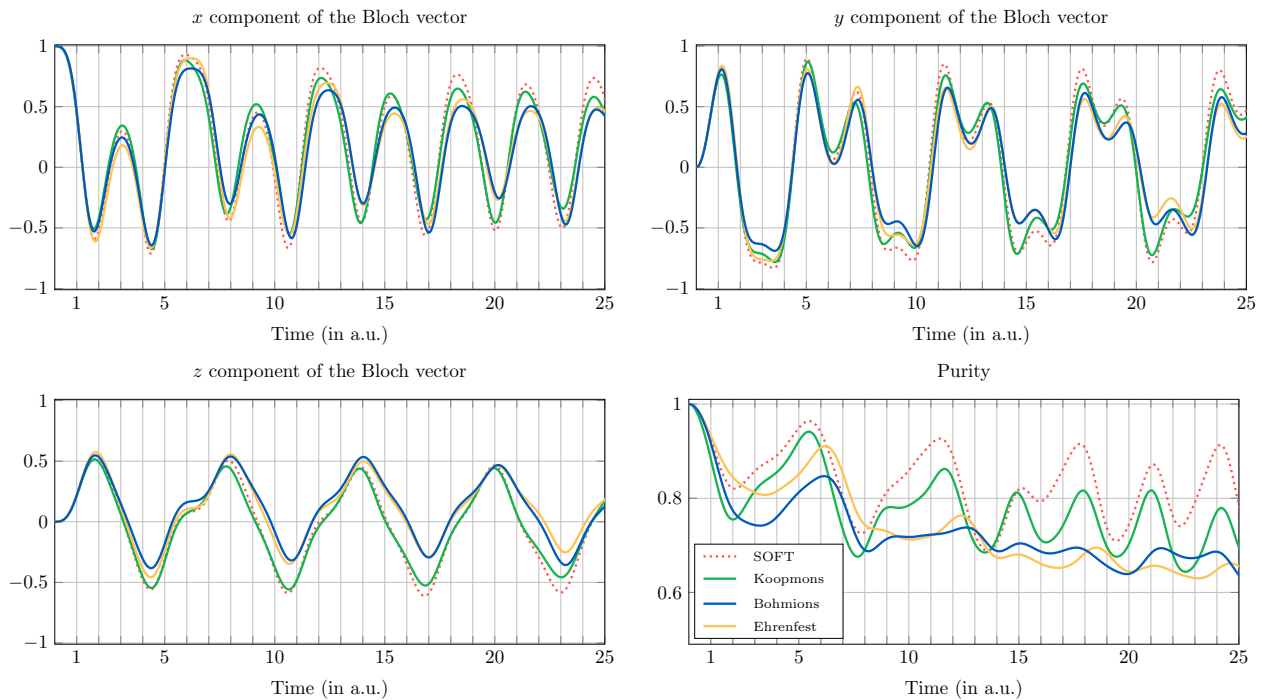 x component of the Bloch vector
1
0.5
0
−0.5
−1
1 5 10 15 20 25
Time (in a.u.)
y component of the Bloch vector
1
0.5
0
−0.5
−1
1 5 10 15 20 25
Time (in a.u.)
z component of the Bloch vector
1
0.5
0
−0.5
−1
1 5 10 15 20 25
Time (in a.u.)
Purity
1
0.8
0.6
SOFT
Koopmons
Bohmions
Ehrenfest
1 5 10 15 20 25
Time (in a.u.)